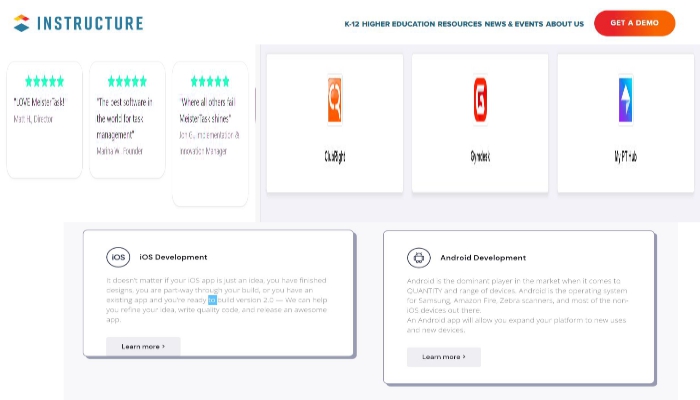 INSTRUCTURE
K-12 HIGHER EDUCATION RESOURCES NEWS & EVENTS ABOUT US
GET A DEMO
"LOVE MeisterTask!
Matt R., Director
"The best software in
the world for task
management"
Marina W., Founder
"Where all others fail
MeisterTask shines"
Jon G., Implementation &
Innovation Manager
ClubRight
Gymdesk
My PT Hub
iOS
iOS Development
It doesn't matter if your iOS app is just an idea, you have finished
designs, you are part-way through your build, or you have an
existing app and you're ready to build version 2.0 — We can help
you refine your idea, write quality code, and release an awesome
app.
Learn more >
Android Development
Android is the dominant player in the market when it comes to
QUANTITY and range of devices. Android is the operating system
for Samsung, Amazon Fire, Zebra scanners, and most of the non-
iOS devices out there.
An Android app will allow you expand your platform to new uses
and new devices.
Learn more >